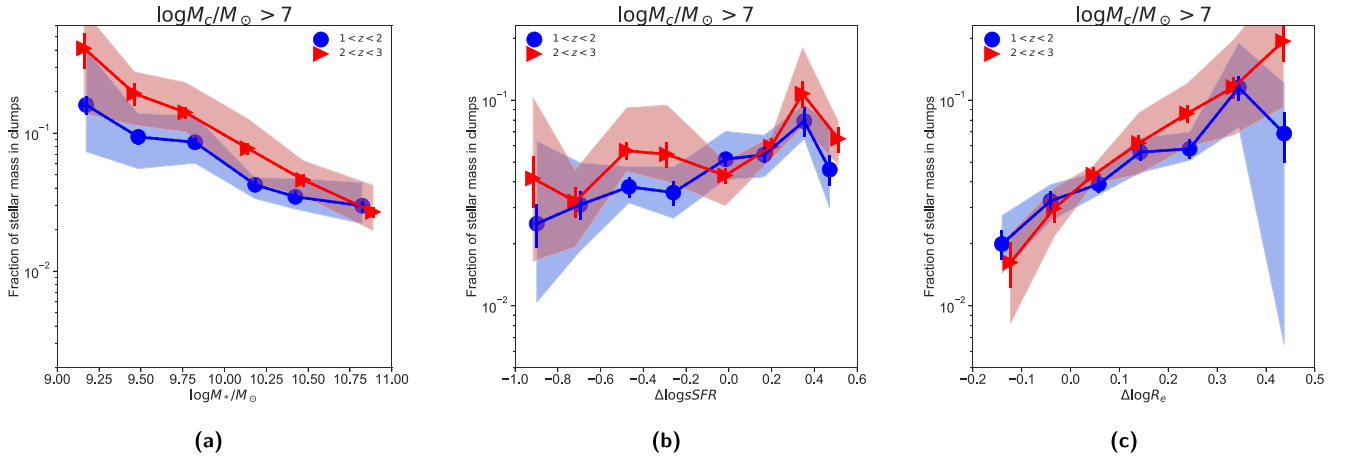 logM_c/M_⊙ > 7
1 < z < 2
2 < z < 3
Fraction of stellar mass in dumps
10^-1
10^-2
9.00 9.25 9.50 9.75 10.00 10.25 10.50 10.75 11.00
logM_*/M_⊙
(a)
logM_c/M_⊙ > 7
1 < z < 2
2 < z < 3
Fraction of stellar mass in dumps
10^-1
10^-2
−1.0 −0.8 −0.6 −0.4 −0.2 0.0 0.2 0.4 0.6
ΔlogsSFR
(b)
logM_c/M_⊙ > 7
1 < z < 2
2 < z < 3
Fraction of stellar mass in dumps
10^-1
10^-2
−0.2 −0.1 0.0 0.1 0.2 0.3 0.4 0.5
ΔlogR_e
(c)